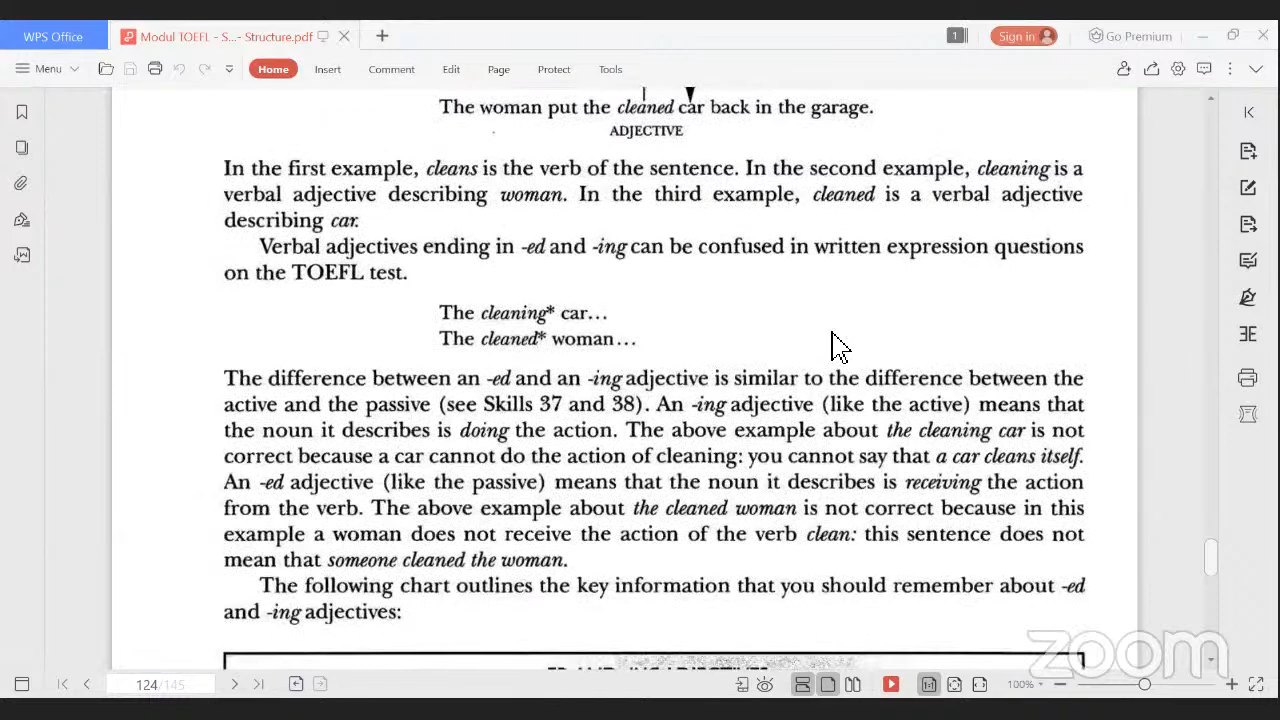 WPS Office
Modul TOEFL - S...- Structure.pdf
1
Sign in
Go Premium
Menu
Home
Insert
Comment
Edit
Page
Protect
Tools
The woman put the cleaned car back in the garage.
ADJECTIVE
In the first example, cleans is the verb of the sentence. In the second example, cleaning is a
verbal adjective describing woman. In the third example, cleaned is a verbal adjective
describing car.
Verbal adjectives ending in -ed and -ing can be confused in written expression questions
on the TOEFL test.
The cleaning* car...
The cleaned* woman...
The difference between an -ed and an -ing adjective is similar to the difference between the
active and the passive (see Skills 37 and 38). An -ing adjective (like the active) means that
the noun it describes is doing the action. The above example about the cleaning car is not
correct because a car cannot do the action of cleaning: you cannot say that a car cleans itself.
An -ed adjective (like the passive) means that the noun it describes is receiving the action
from the verb. The above example about the cleaned woman is not correct because in this
example a woman does not receive the action of the verb clean: this sentence does not
mean that someone cleaned the woman.
The following chart outlines the key information that you should remember about -ed
and -ing adjectives:
zoom
124/145
100%